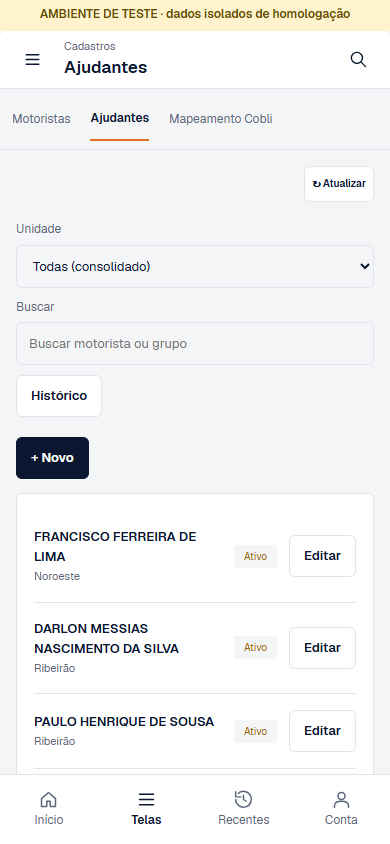 AMBIENTE DE TESTE · dados isolados de homologação
Cadastros
Ajudantes
Motoristas
Ajudantes
Mapeamento Cobli
↻ Atualizar
Unidade
Todas (consolidado)
Buscar
Buscar motorista ou grupo
Histórico
+ Novo
FRANCISCO FERREIRA DE
LIMA
Noroeste
Ativo
Editar
DARLON MESSIAS
NASCIMENTO DA SILVA
Ribeirão
Ativo
Editar
PAULO HENRIQUE DE SOUSA
Ribeirão
Ativo
Editar
Início
Telas
Recentes
Conta